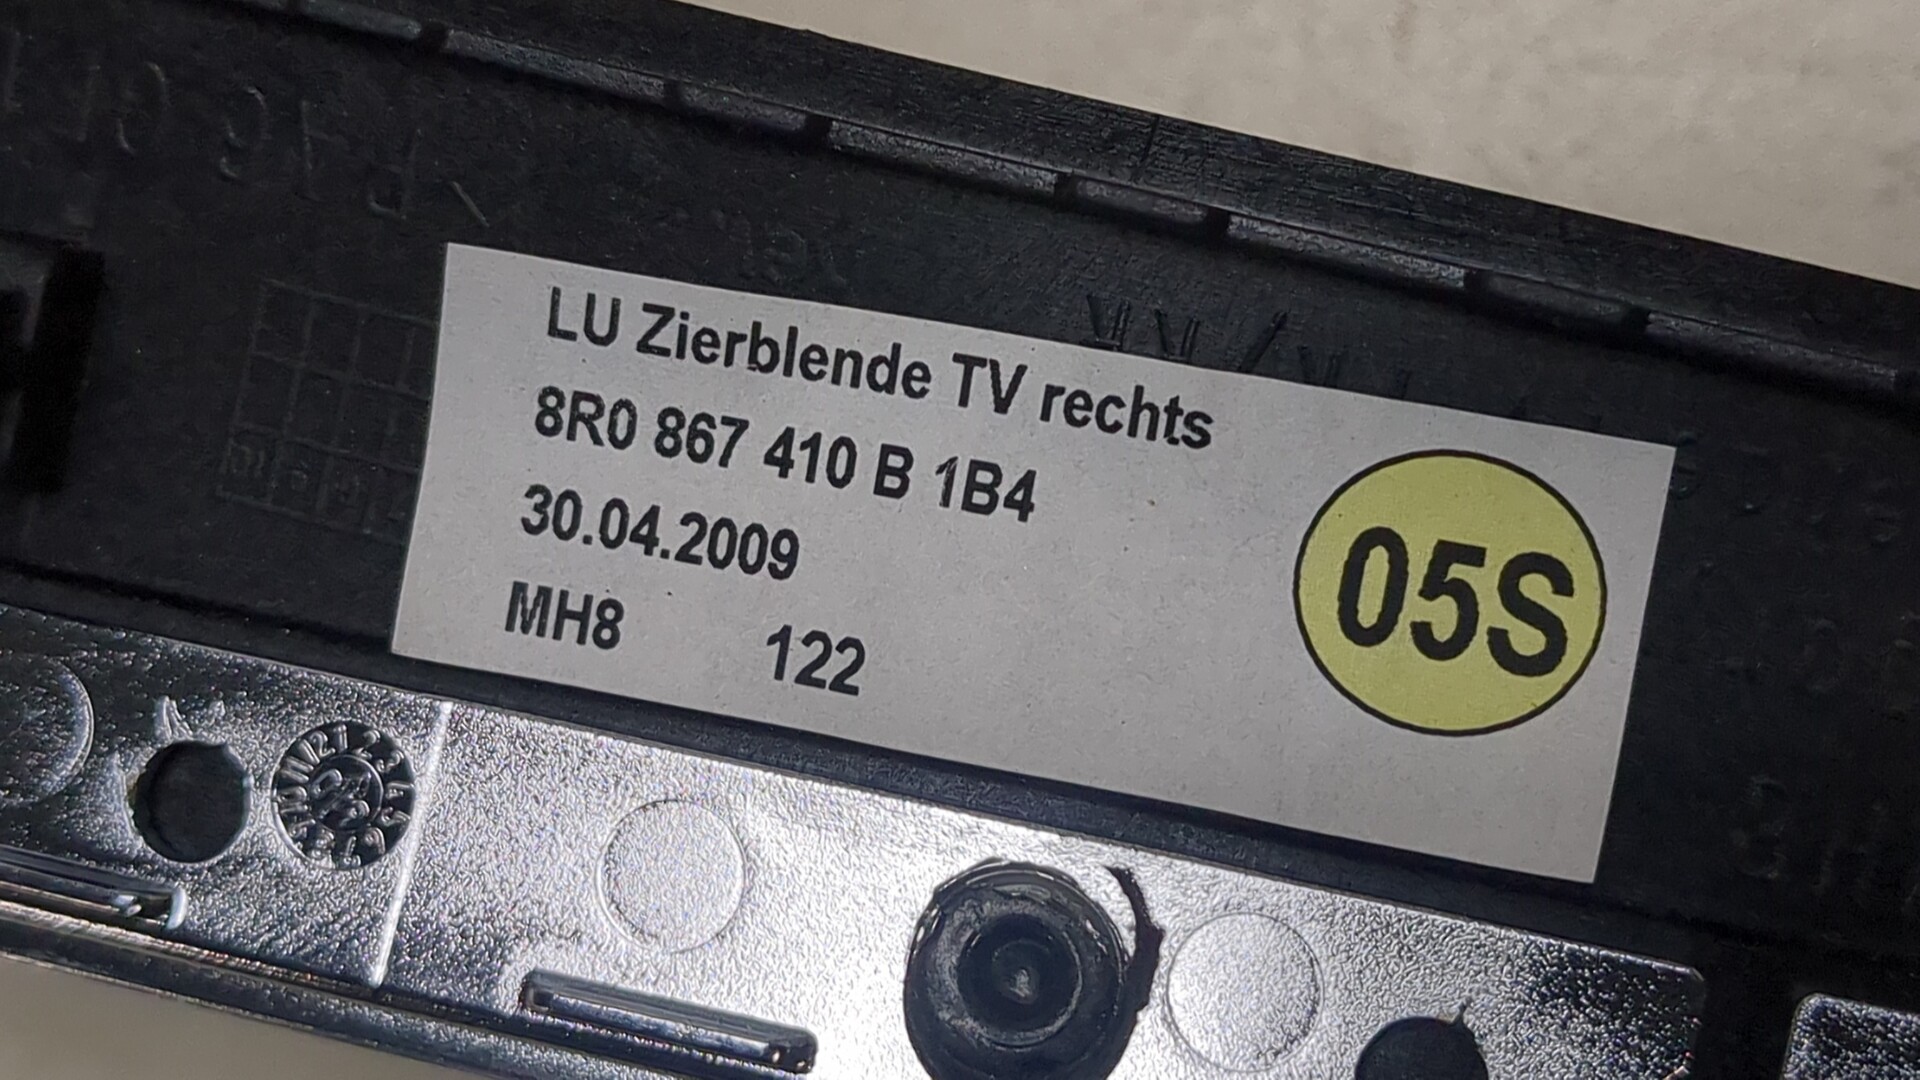 LU Zierblende TV rechts
8R0 867 410 B 1B4
30.04.2009
MH8 122
05S